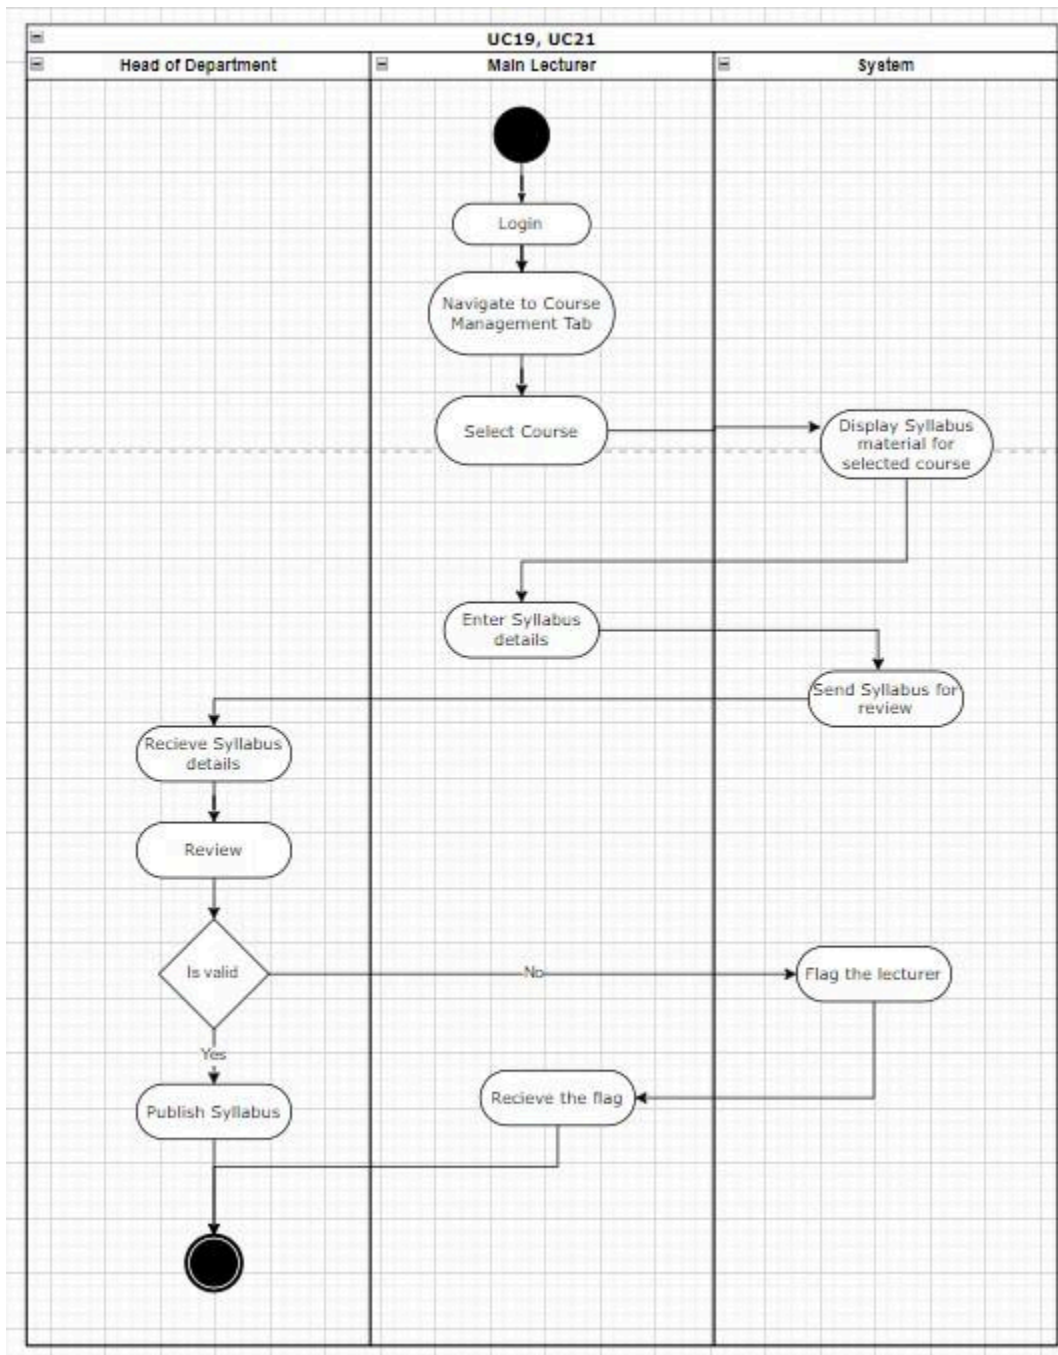 UC19, UC21
Head of Department
Main Lecturer
System
Login
Navigate to Course
Management Tab
Select Course
Display Syllabus
material for
selected course
Enter Syllabus
details
Send Syllabus for
review
Recieve Syllabus
details
Review
Is valid
No
Flag the lecturer
Yes
Recieve the flag
Publish Syllabus